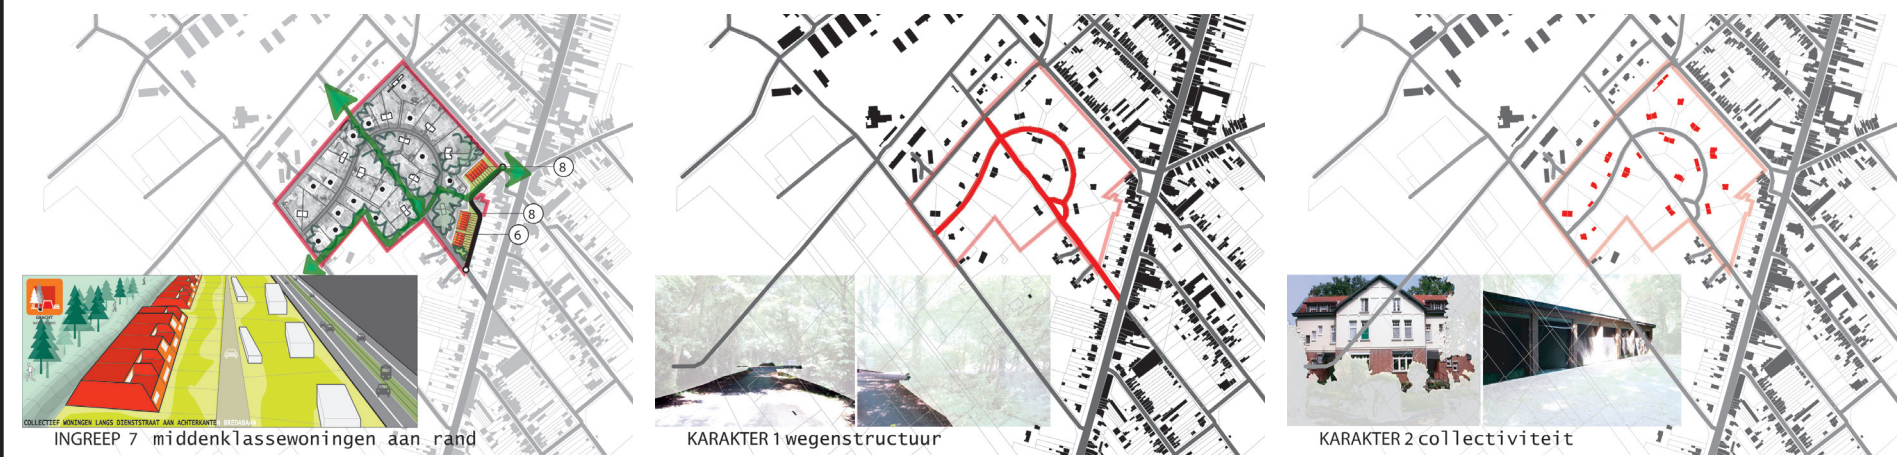 8
8
6
COLLECTIEF WONINGEN LANGS DIENSTSTRAAT AAN ACHTERKANTEN BREDABAAN
INGREEP 7 middenklassewoningen aan rand
KARAKTER 1 wegenstructuur
KARAKTER 2 collectiviteit